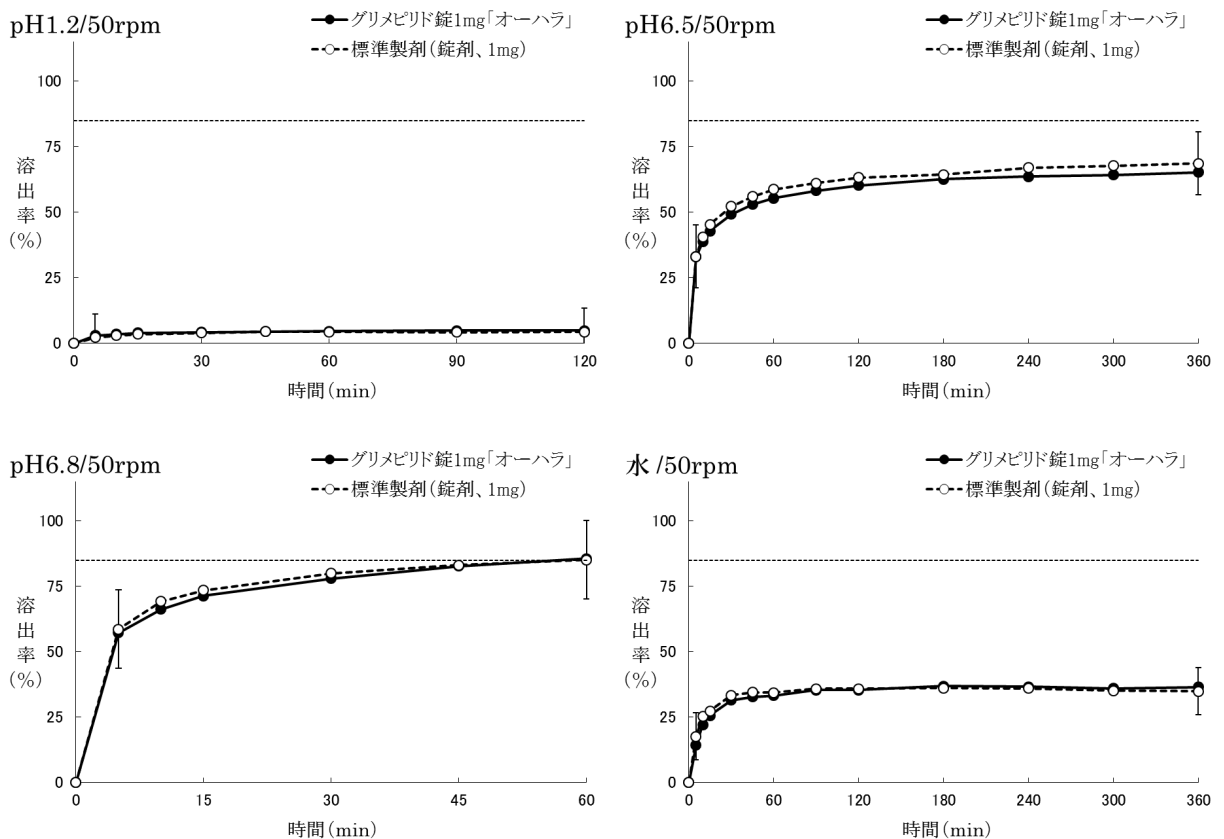 pH1.2/50rpm
グリメピリド錠1mg「オーハラ」
標準製剤(錠剤、1mg)
100
75
50
25
0
溶出率(%)
0 30 60 90 120
時間(min)
pH6.5/50rpm
グリメピリド錠1mg「オーハラ」
標準製剤(錠剤、1mg)
100
75
50
25
0
溶出率(%)
0 60 120 180 240 300 360
時間(min)
pH6.8/50rpm
グリメピリド錠1mg「オーハラ」
標準製剤(錠剤、1mg)
100
75
50
25
0
溶出率(%)
0 15 30 45 60
時間(min)
水 /50rpm
グリメピリド錠1mg「オーハラ」
標準製剤(錠剤、1mg)
100
75
50
25
0
溶出率(%)
0 60 120 180 240 300 360
時間(min)